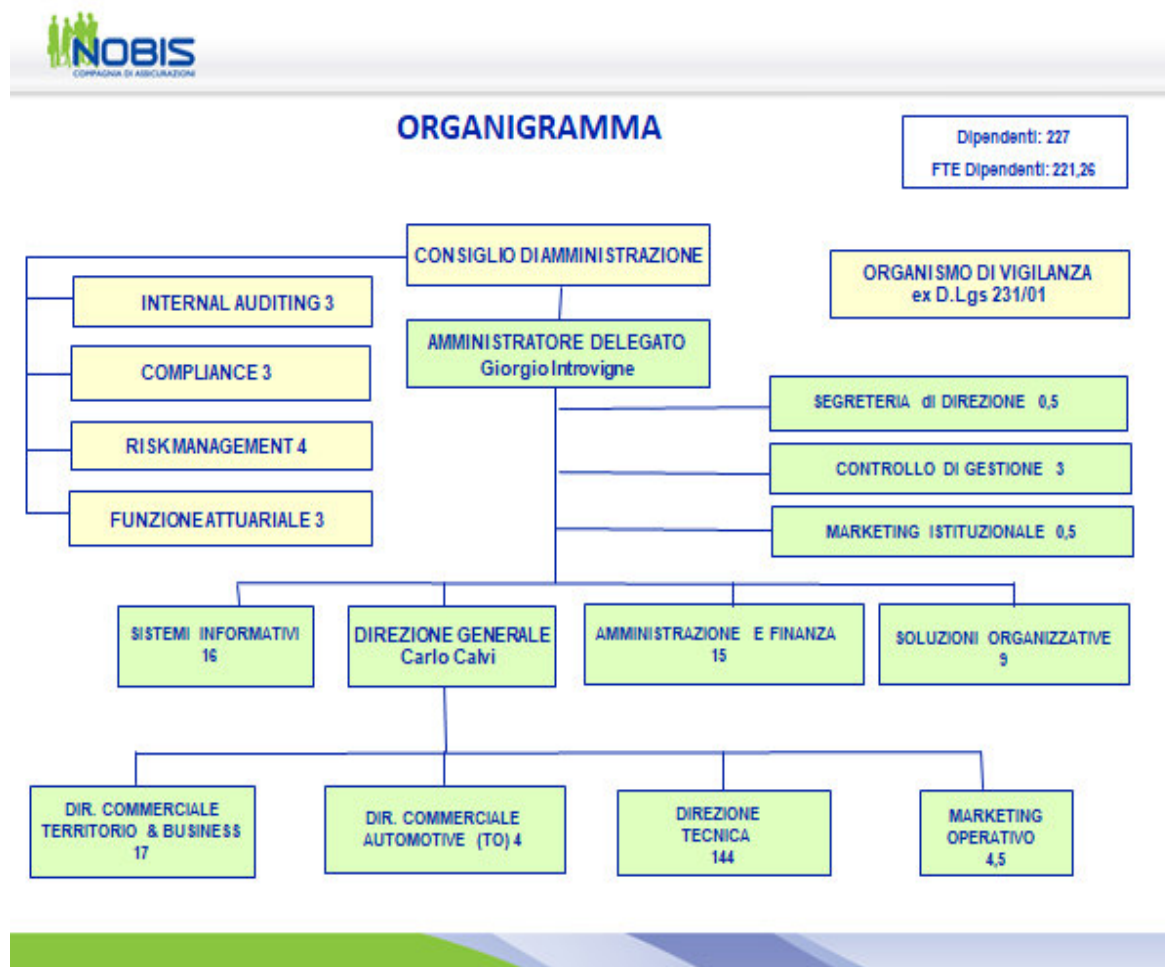 NOBIS
COMPAGNIA DI ASSICURAZIONI
ORGANIGRAMMA
Dipendenti: 227
FTE Dipendenti: 221,26
CONSIGLIO DI AMMINISTRAZIONE
ORGANISMO DI VIGILANZA
ex D.Lgs 231/01
INTERNAL AUDITING 3
AMMINISTRATORE DELEGATO
Giorgio Introvigne
COMPLIANCE 3
SEGRETERIA di DIREZIONE 0,5
RISK MANAGEMENT 4
CONTROLLO DI GESTIONE 3
FUNZIONE ATTUARIALE 3
MARKETING ISTITUZIONALE 0,5
SISTEMI INFORMATIVI
16
DIREZIONE GENERALE
Carlo Calvi
AMMINISTRAZIONE E FINANZA
15
SOLUZIONI ORGANIZZATIVE
9
DIR. COMMERCIALE
TERRITORIO & BUSINESS
17
DIR. COMMERCIALE
AUTOMOTIVE (TO) 4
DIREZIONE
TECNICA
144
MARKETING
OPERATIVO
4,5